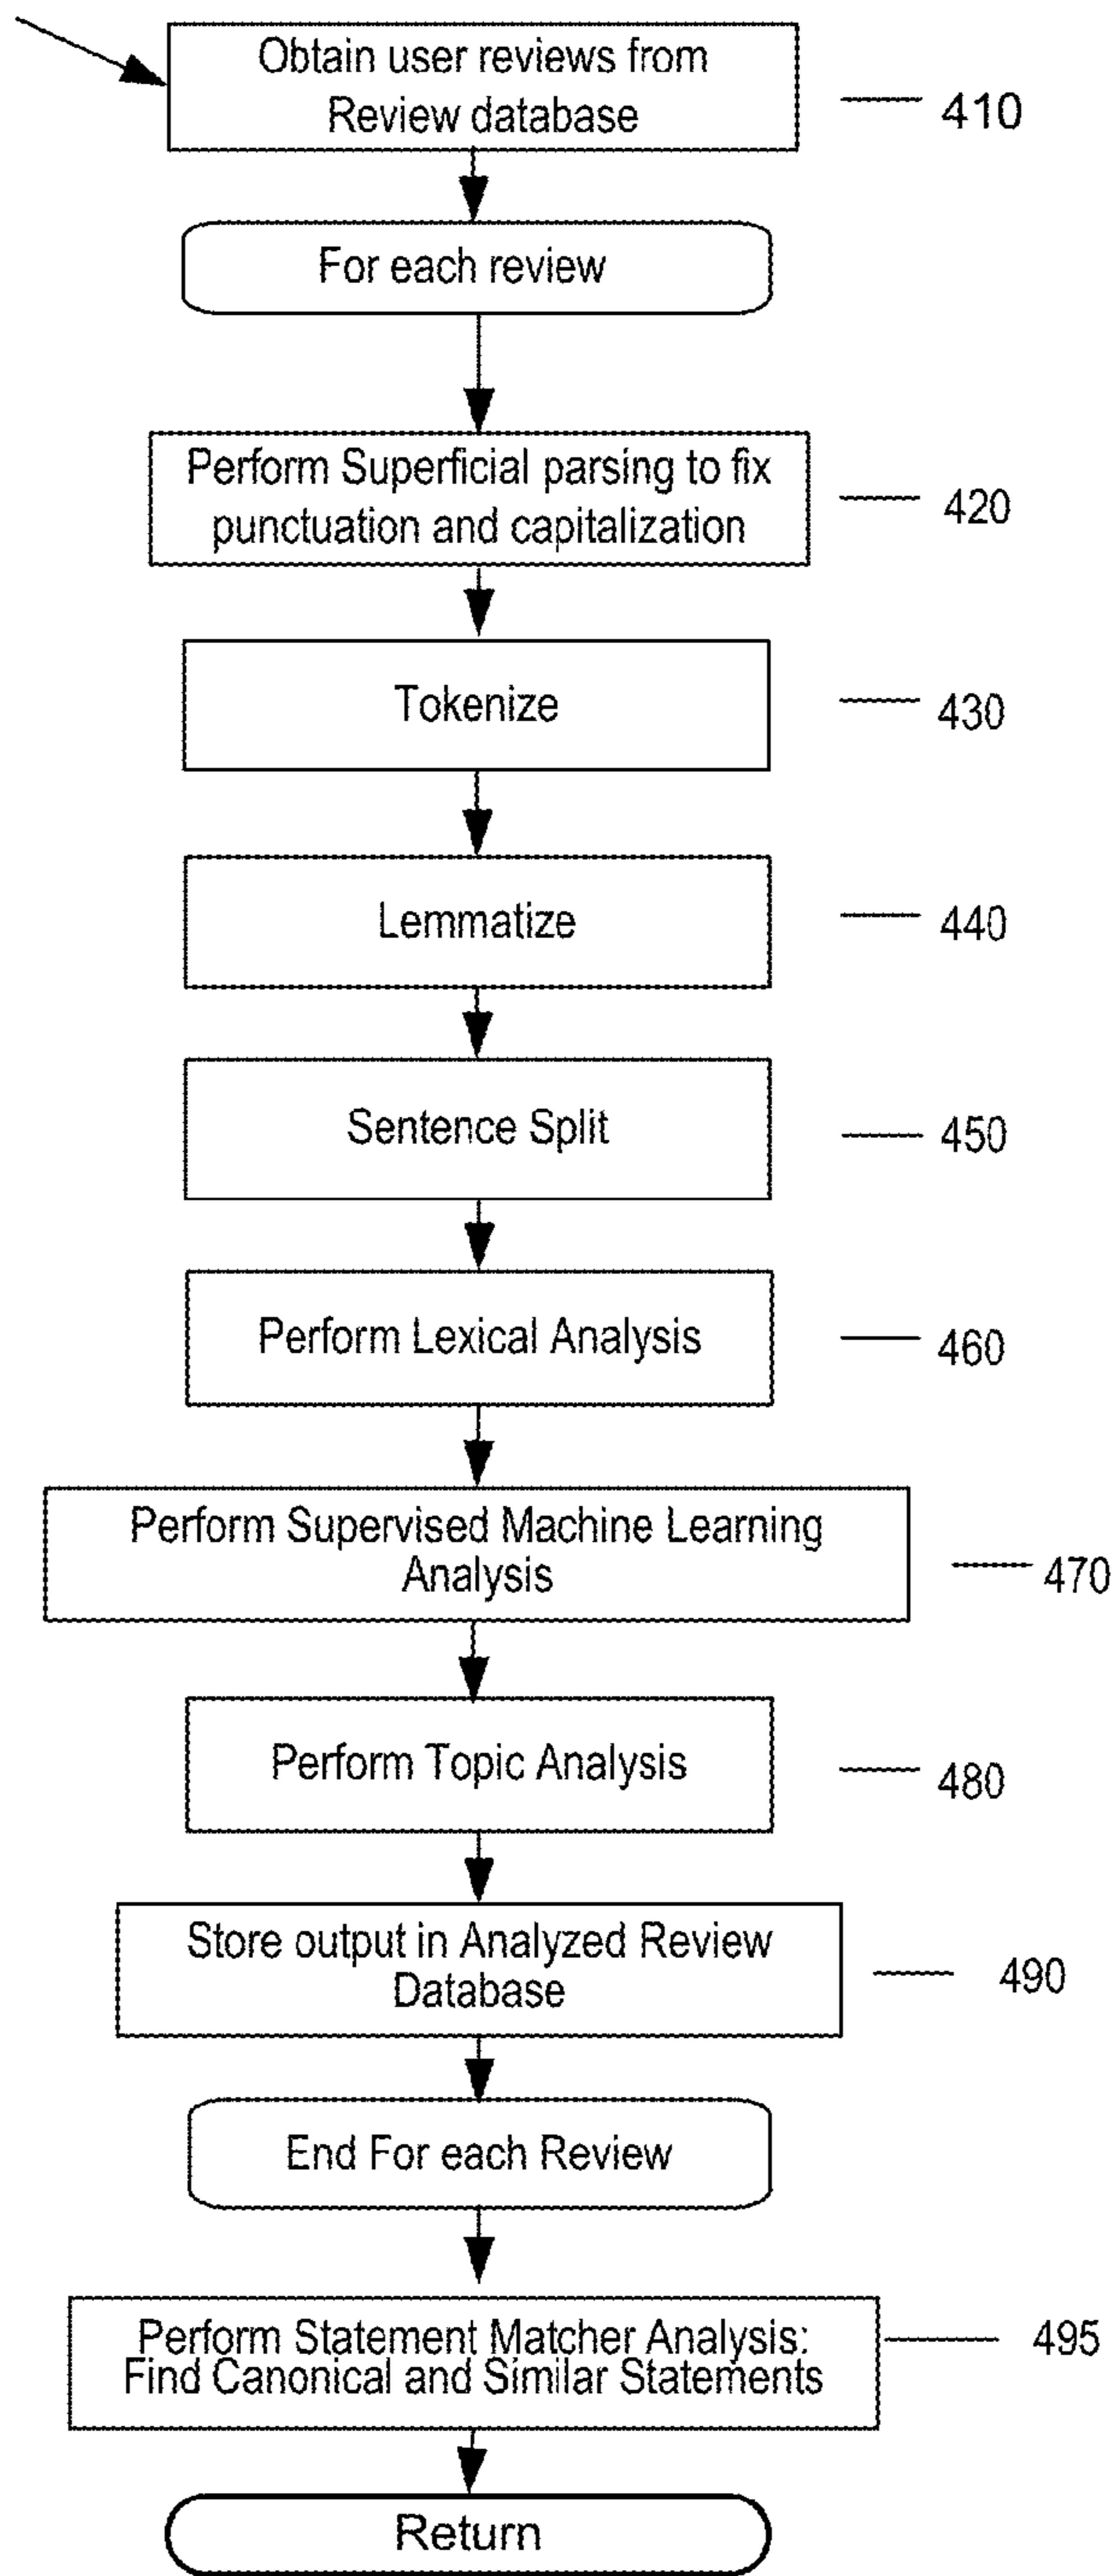 Obtain user reviews from
Review database
410
For each review
Perform Superficial parsing to fix
punctuation and capitalization
420
Tokenize
430
Lemmatize
440
Sentence Split
450
Perform Lexical Analysis
460
Perform Supervised Machine Learning
Analysis
470
Perform Topic Analysis
480
Store output in Analyzed Review
Database
490
End For each Review
Perform Statement Matcher Analysis:
Find Canonical and Similar Statements
495
Return